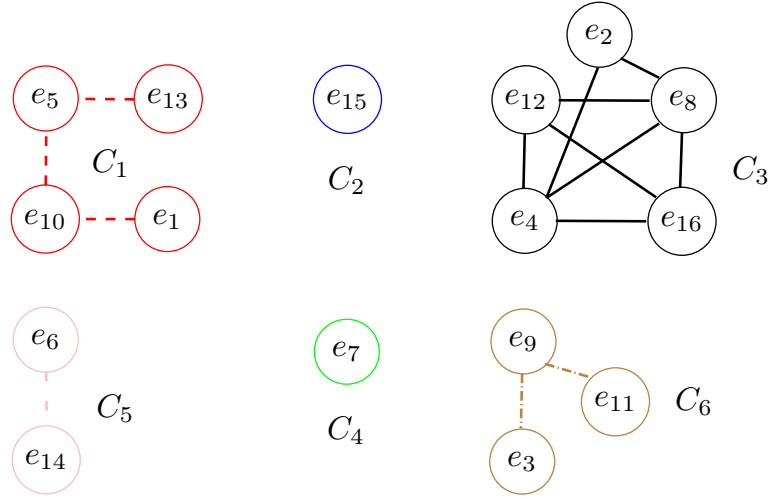 e₂
e₅ e₁₃ e₁₅ e₁₂ e₈
C₁ C₂ C₃
e₁₀ e₁ e₄ e₁₆
e₆ e₇ e₉
C₅ C₄ e₁₁ C₆
e₁₄ e₃